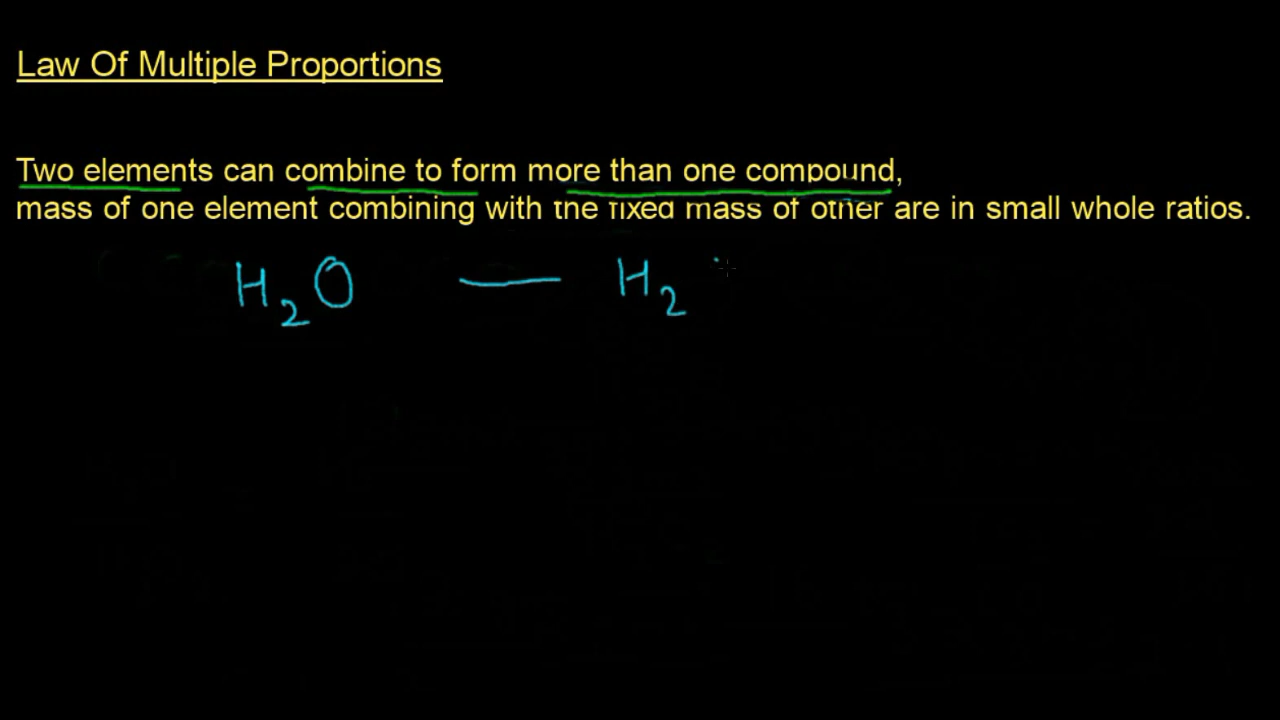 Law Of Multiple Proportions
Two elements can combine to form more than one compound,
mass of one element combining with the fixed mass of other are in small whole ratios.
H₂O — H₂